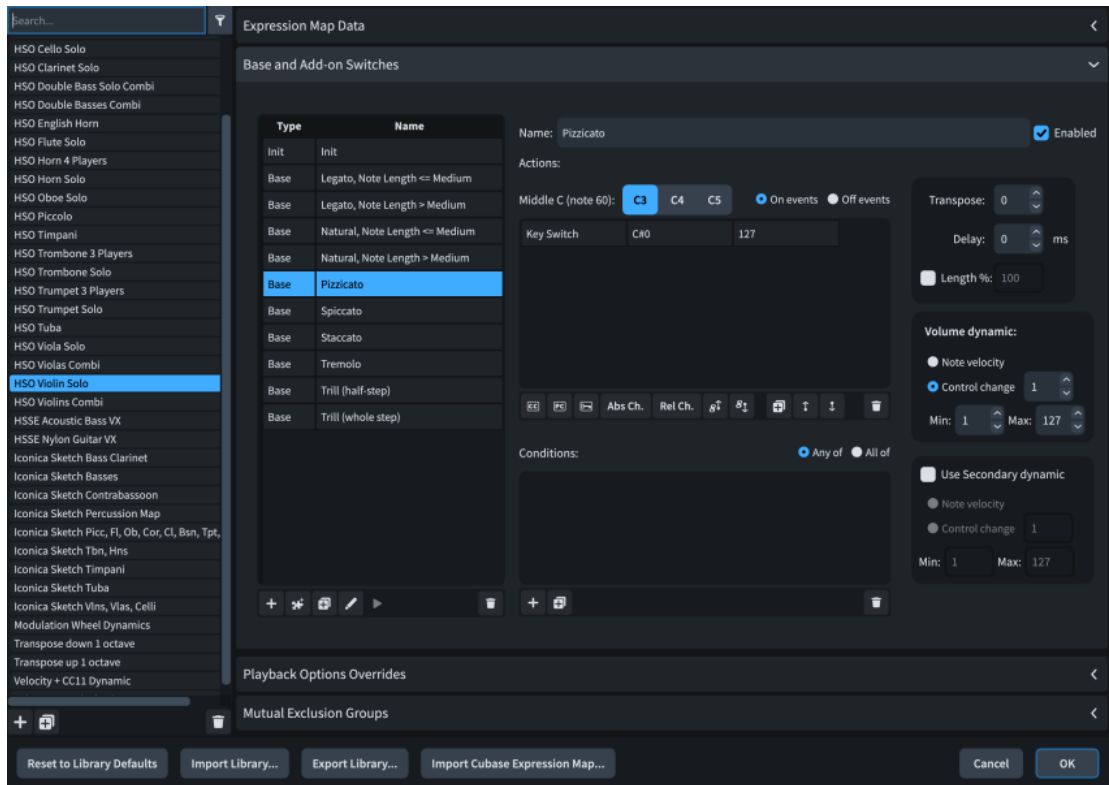 Search...
HSO Cello Solo
HSO Clarinet Solo
HSO Double Bass Solo Combi
HSO Double Basses Combi
HSO English Horn
HSO Flute Solo
HSO Horn 4 Players
HSO Horn Solo
HSO Oboe Solo
HSO Piccolo
HSO Timpani
HSO Trombone 3 Players
HSO Trombone Solo
HSO Trumpet 3 Players
HSO Trumpet Solo
HSO Tuba
HSO Viola Solo
HSO Violas Combi
HSO Violin Solo
HSO Violins Combi
HSSE Acoustic Bass VX
HSSE Nylon Guitar VX
Iconica Sketch Bass Clarinet
Iconica Sketch Basses
Iconica Sketch Contrabassoon
Iconica Sketch Percussion Map
Iconica Sketch Picc, Fl, Ob, Cor, Cl, Bsn, Tpt,
Iconica Sketch Tbn, Hns
Iconica Sketch Timpani
Iconica Sketch Tuba
Iconica Sketch Vlns, Vlas, Celli
Modulation Wheel Dynamics
Transpose down 1 octave
Transpose up 1 octave
Velocity + CC11 Dynamic
Expression Map Data
Base and Add-on Switches
Type Name
Init Init
Base Legato, Note Length <= Medium
Base Legato, Note Length > Medium
Base Natural, Note Length <= Medium
Base Natural, Note Length > Medium
Base Pizzicato
Base Spiccato
Base Staccato
Base Tremolo
Base Trill (half-step)
Base Trill (whole step)
Name: Pizzicato Enabled
Actions:
Middle C (note 60): C3 C4 C5 On events Off events
Key Switch C#0 127
CC PC Abs Ch. Rel Ch. 8 8
Conditions: Any of All of
Transpose: 0
Delay: 0 ms
Length %: 100
Volume dynamic:
Note velocity
Control change 1
Min: 1 Max: 127
Use Secondary dynamic
Note velocity
Control change 1
Min: 1 Max: 127
Playback Options Overrides
Mutual Exclusion Groups
Reset to Library Defaults Import Library... Export Library... Import Cubase Expression Map... Cancel OK